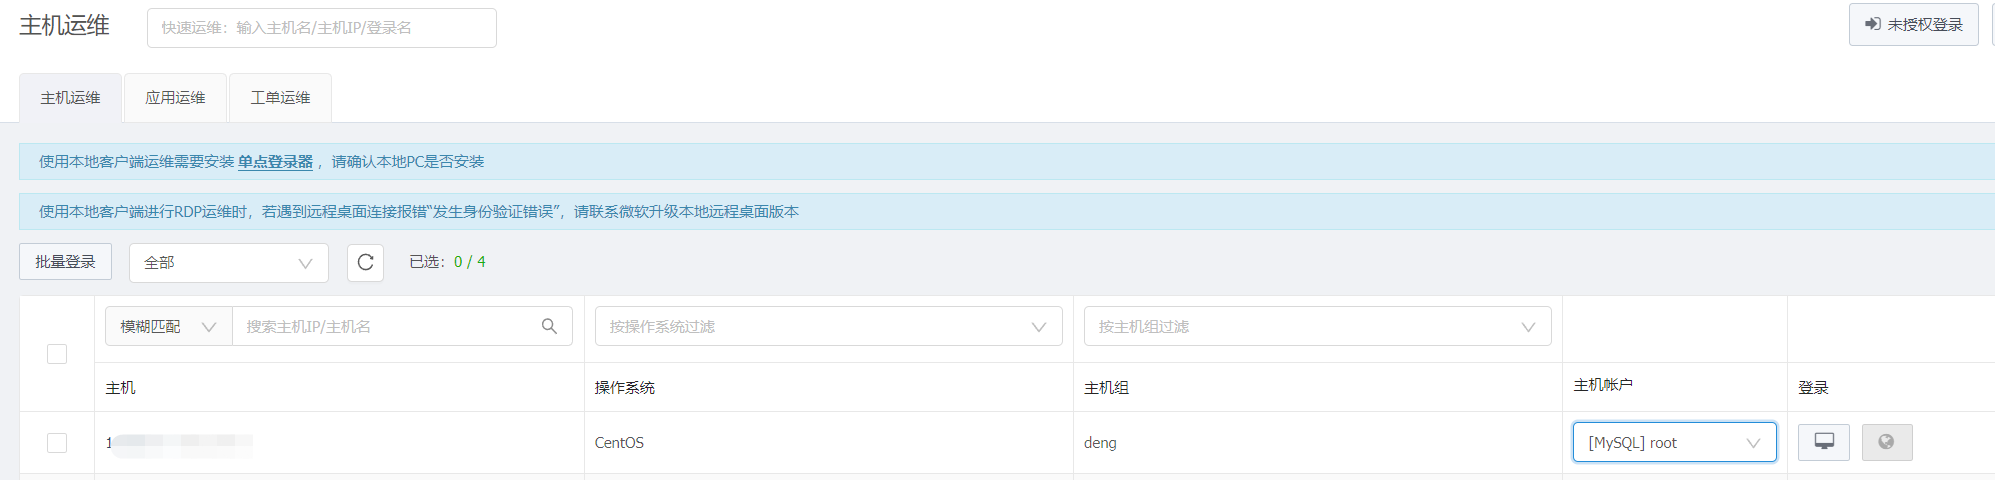 主机运维
快速运维：输入主机名/主机IP/登录名
未授权登录
主机运维
应用运维
工单运维
使用本地客户端运维需要安装 单点登录器 ，请确认本地PC是否安装
使用本地客户端进行RDP运维时，若遇到远程桌面连接报错“发生身份验证错误”，请联系微软升级本地远程桌面版本
批量登录
全部
已选：0 / 4
模糊匹配
搜索主机IP/主机名
按操作系统过滤
按主机组过滤
主机
操作系统
主机组
主机帐户
登录
1
CentOS
deng
[MySQL] root